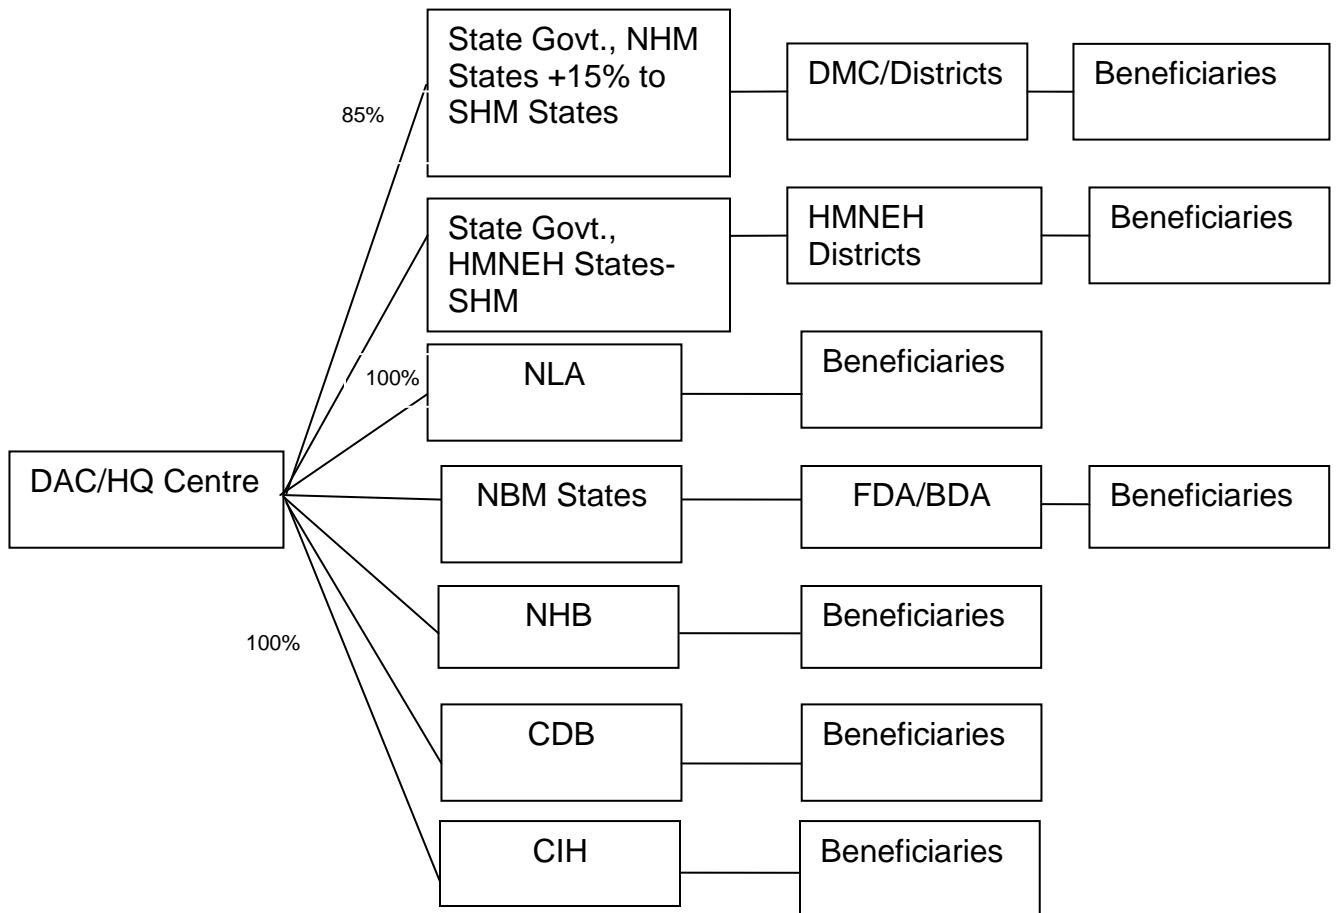 State Govt., NHM
States +15% to
SHM States
DMC/Districts
Beneficiaries
85%
State Govt.,
HMNEH States-
SHM
HMNEH
Districts
Beneficiaries
100%
NLA
Beneficiaries
DAC/HQ Centre
NBM States
FDA/BDA
Beneficiaries
NHB
Beneficiaries
100%
CDB
Beneficiaries
CIH
Beneficiaries